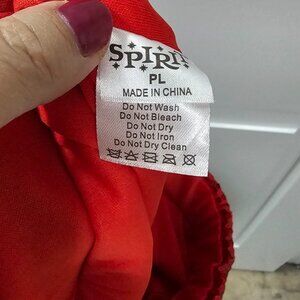 SPIRIT
PL
MADE IN CHINA
Do Not Wash
Do Not Bleach
Do Not Dry
Do Not Iron
Do Not Dry Clean